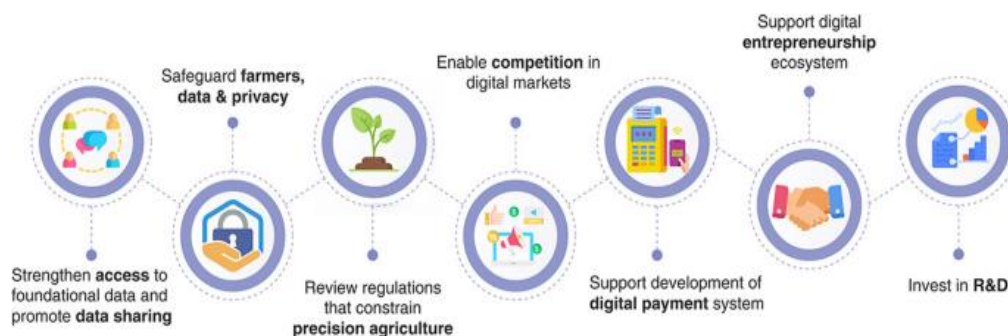 Strengthen access to
foundational data and
promote data sharing
Safeguard farmers,
data & privacy
Review regulations
that constrain
precision agriculture
Enable competition in
digital markets
Support development of
digital payment system
Support digital
entrepreneurship
ecosystem
Invest in R&D